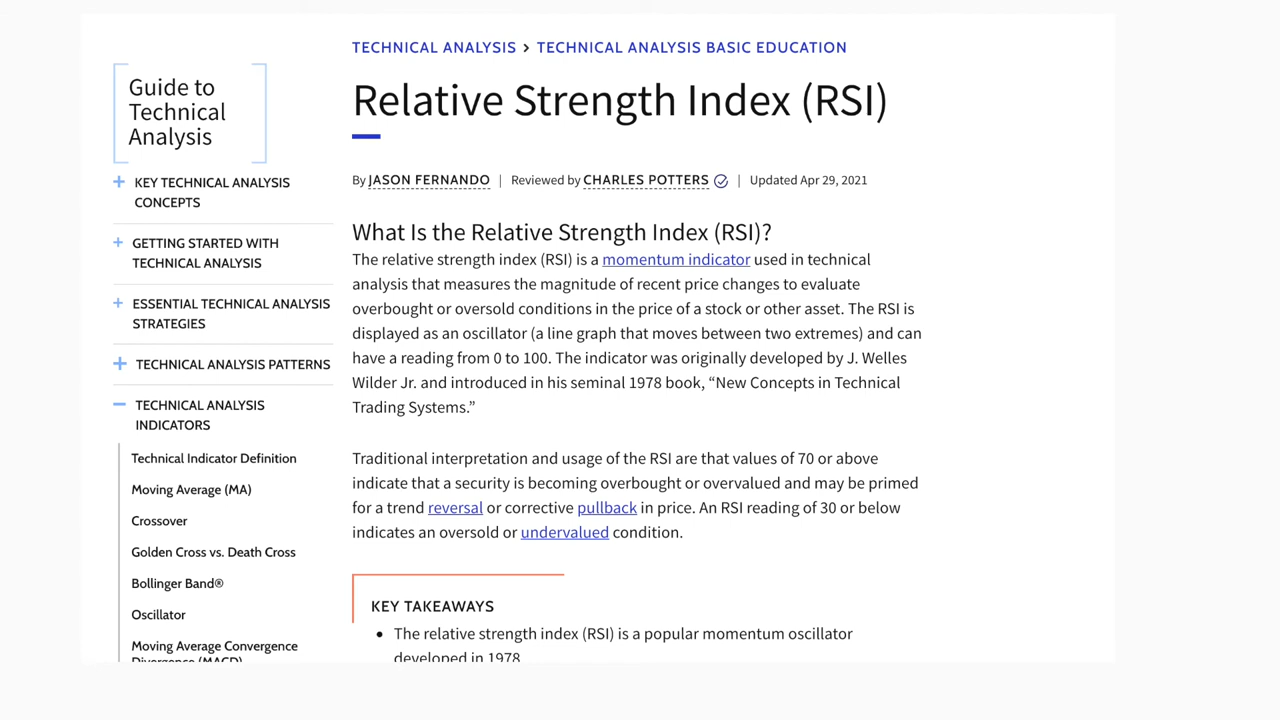 TECHNICAL ANALYSIS > TECHNICAL ANALYSIS BASIC EDUCATION
Guide to
Technical
Analysis
+ KEY TECHNICAL ANALYSIS
CONCEPTS
+ GETTING STARTED WITH
TECHNICAL ANALYSIS
+ ESSENTIAL TECHNICAL ANALYSIS
STRATEGIES
+ TECHNICAL ANALYSIS PATTERNS
− TECHNICAL ANALYSIS
INDICATORS
Technical Indicator Definition
Moving Average (MA)
Crossover
Golden Cross vs. Death Cross
Bollinger Band®
Oscillator
Moving Average Convergence
Divergence (MACD)
Relative Strength Index (RSI)
By JASON FERNANDO | Reviewed by CHARLES POTTERS | Updated Apr 29, 2021
What Is the Relative Strength Index (RSI)?
The relative strength index (RSI) is a momentum indicator used in technical
analysis that measures the magnitude of recent price changes to evaluate
overbought or oversold conditions in the price of a stock or other asset. The RSI is
displayed as an oscillator (a line graph that moves between two extremes) and can
have a reading from 0 to 100. The indicator was originally developed by J. Welles
Wilder Jr. and introduced in his seminal 1978 book, “New Concepts in Technical
Trading Systems.”
Traditional interpretation and usage of the RSI are that values of 70 or above
indicate that a security is becoming overbought or overvalued and may be primed
for a trend reversal or corrective pullback in price. An RSI reading of 30 or below
indicates an oversold or undervalued condition.
KEY TAKEAWAYS
• The relative strength index (RSI) is a popular momentum oscillator
developed in 1978